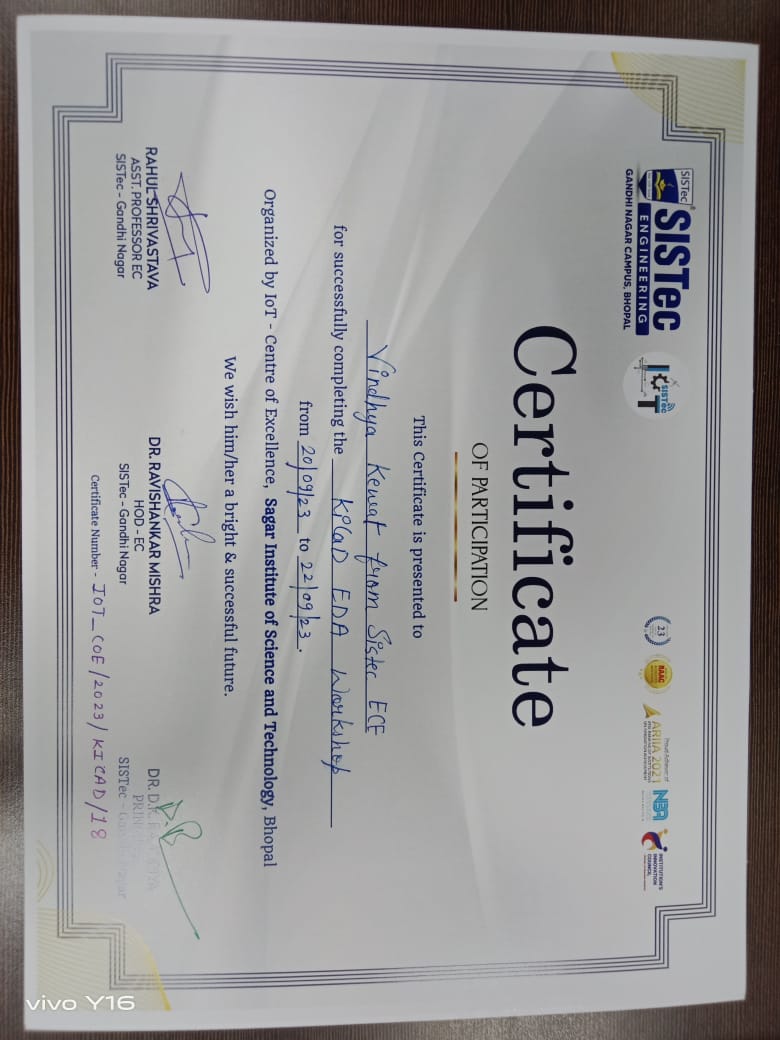 SISTec
SISTec
ENGINEERING
GANDHI NAGAR CAMPUS, BHOPAL
SISTec
IOT
23
NAAC
Proud Achiever of
ARIIA 2021
NBA
INSTITUTION'S
INNOVATION
COUNCIL
Certificate
OF PARTICIPATION
This Certificate is presented to
Vindhya Kewat from Sistec ECE
for successfully completing the KiCaD EDA Workshop
from 20/09/23 to 22/09/23.
Organized by IoT - Centre of Excellence, Sagar Institute of Science and Technology, Bhopal
We wish him/her a bright & successful future.
RAHUL SHRIVASTAVA
ASST. PROFESSOR EC
SISTec - Gandhi Nagar
DR. RAVISHANKAR MISHRA
HOD - EC
SISTec - Gandhi Nagar
DR. D.K.
SISTec -
Certificate Number - IOT_COE/2023/KICAD/18
vivo Y16